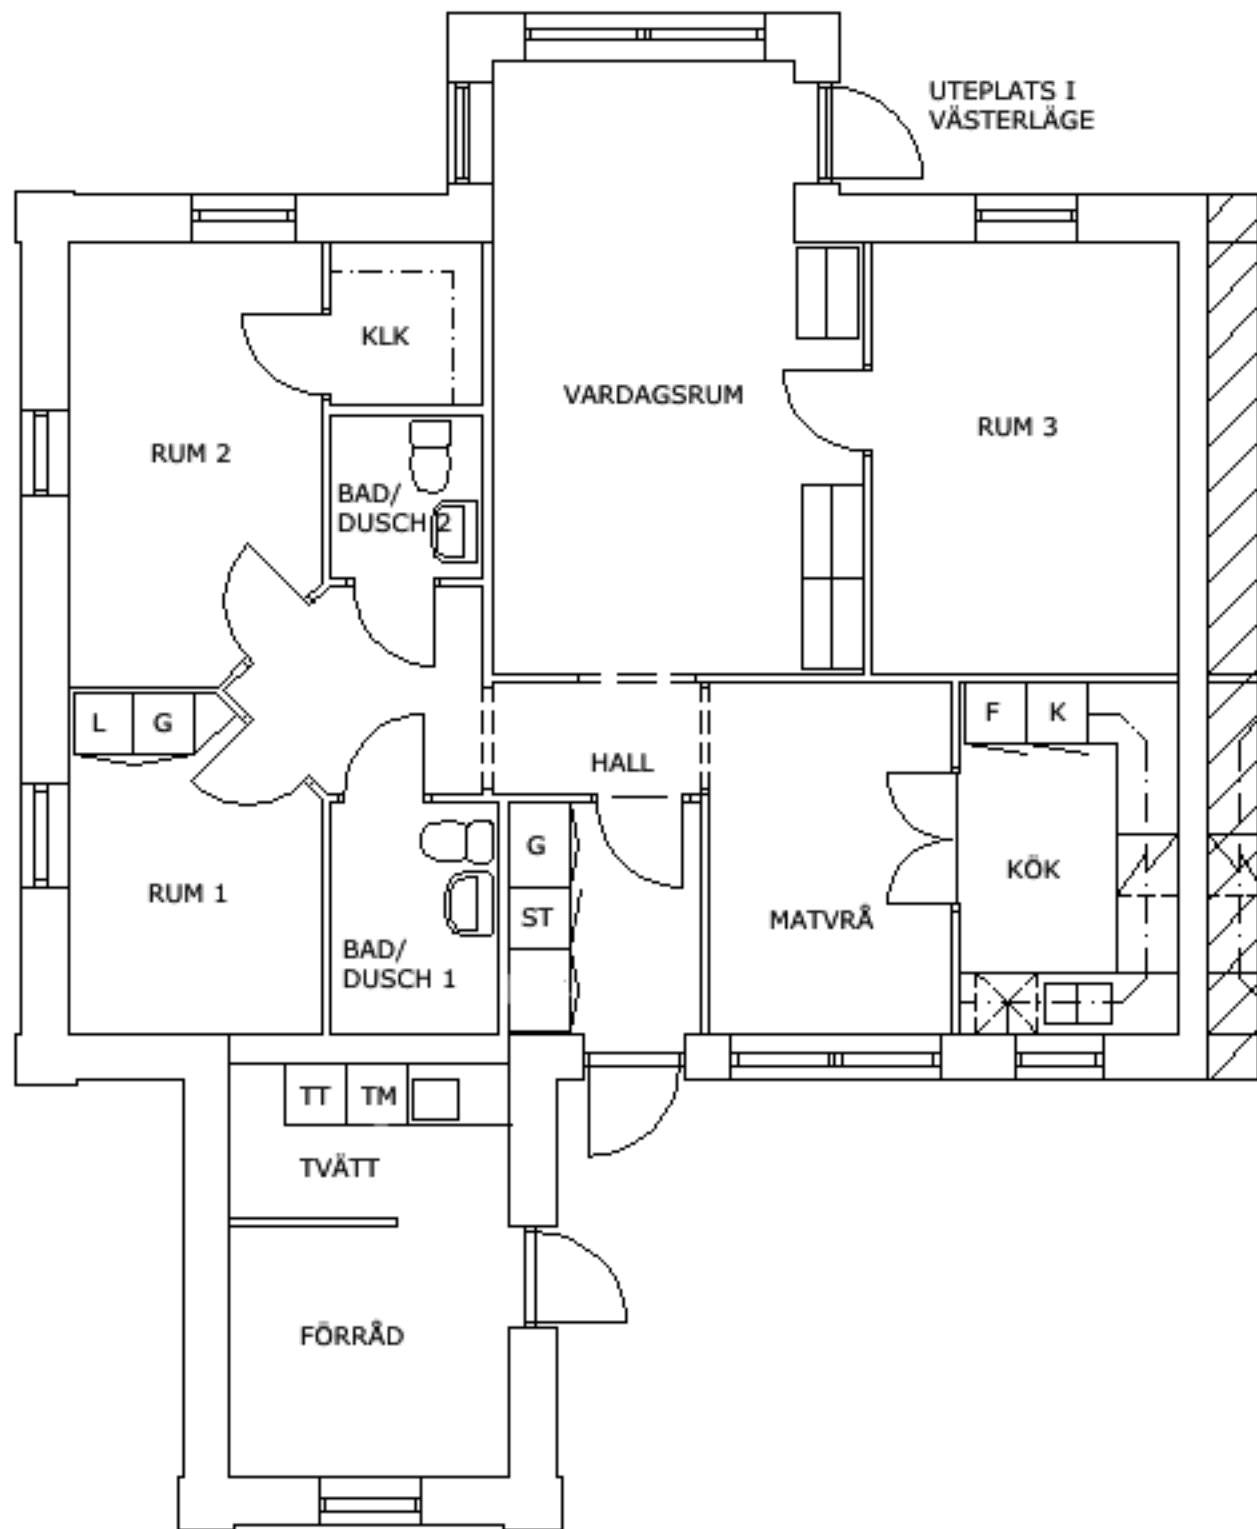 UTEPLATS I
VÄSTERLÄGE
KLK
VARDAGSRUM
RUM 2
RUM 3
BAD/
DUSCH 2
L G
F K
HALL
G
KÖK
RUM 1
ST
MATVRÅ
BAD/
DUSCH 1
TT TM
TVÄTT
FÖRRÅD